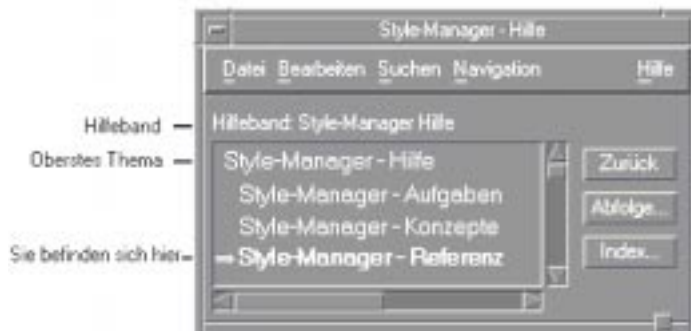 Style-Manager - Hilfe
Datei Bearbeiten Suchen Navigation Hilfe
Hilfeband
Hilfeband: Style-Manager Hilfe
Oberstes Thema
Style-Manager - Hilfe
Zurück
Style-Manager - Aufgaben
Abfolge...
Style-Manager - Konzepte
Sie befinden sich hier
Style-Manager - Referenz
Index...